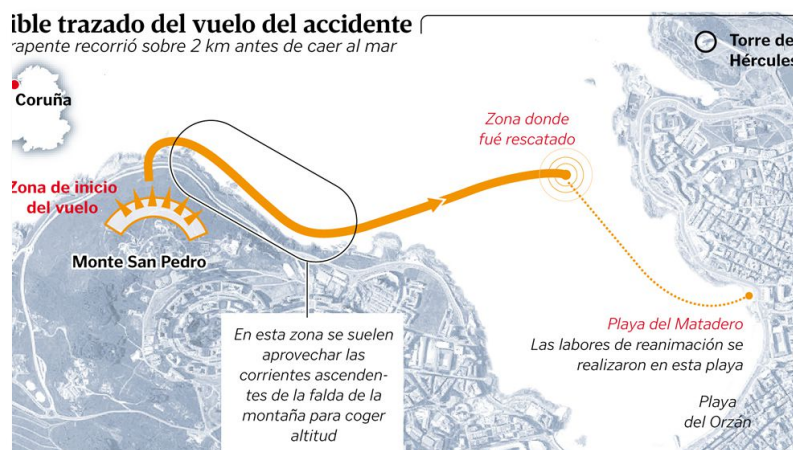 ible trazado del vuelo del accidente
rapente recorrió sobre 2 km antes de caer al mar
Coruña
Torre de
Hércules
Zona donde
fué rescatado
Zona de inicio
del vuelo
Monte San Pedro
En esta zona se suelen
aprovechar las
corrientes ascenden-
tes de la falda de la
montaña para coger
altitud
Playa del Matadero
Las labores de reanimación se
realizaron en esta playa
Playa
del Orzán